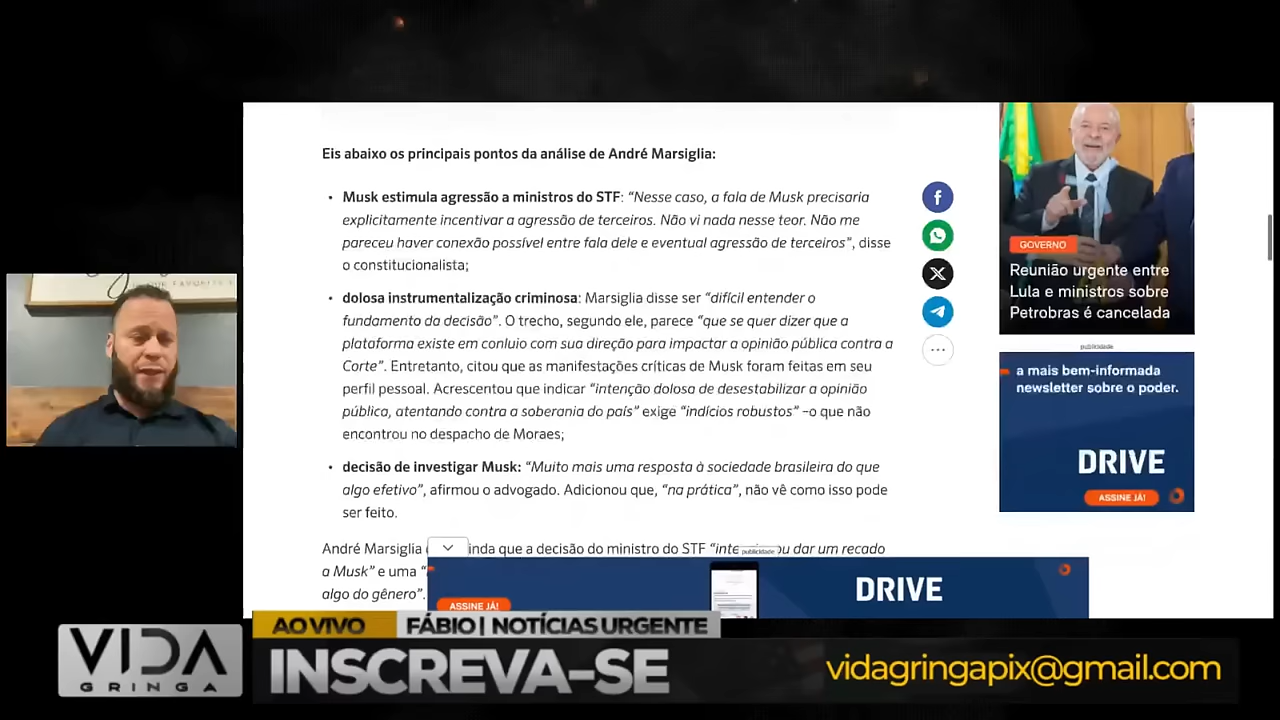 Eis abaixo os principais pontos da análise de André Marsiglia:
• Musk estimula agressão a ministros do STF: “Nesse caso, a fala de Musk precisaria
explicitamente incentivar a agressão de terceiros. Não vi nada nesse teor. Não me
pareceu haver conexão possível entre fala dele e eventual agressão de terceiros”, disse
o constitucionalista;
• dolosa instrumentalização criminosa: Marsiglia disse ser “difícil entender o
fundamento da decisão”. O trecho, segundo ele, parece “que se quer dizer que a
plataforma existe em conluio com sua direção para impactar a opinião pública contra a
Corte”. Entretanto, citou que as manifestações críticas de Musk foram feitas em seu
perfil pessoal. Acrescentou que indicar “intenção dolosa de desestabilizar a opinião
pública, atentando contra a soberania do país” exige “indícios robustos” –o que não
encontrou no despacho de Moraes;
• decisão de investigar Musk: “Muito mais uma resposta à sociedade brasileira do que
algo efetivo”, afirmou o advogado. Adicionou que, “na prática”, não vê como isso pode
ser feito.
André Marsiglia inda que a decisão do ministro do STF ou dar um recado
a Musk” e uma “
algo do gênero”.
GOVERNO
Reunião urgente entre
Lula e ministros sobre
Petrobras é cancelada
publicidade
a mais bem-informada
newsletter sobre o poder.
DRIVE
ASSINE JÁ!
publicidade
DRIVE
ASSINE JÁ!
AO VIVO
FÁBIO | NOTÍCIAS URGENTE
VIDA
GRINGA
INSCREVA-SE
vidagringapix@gmail.com